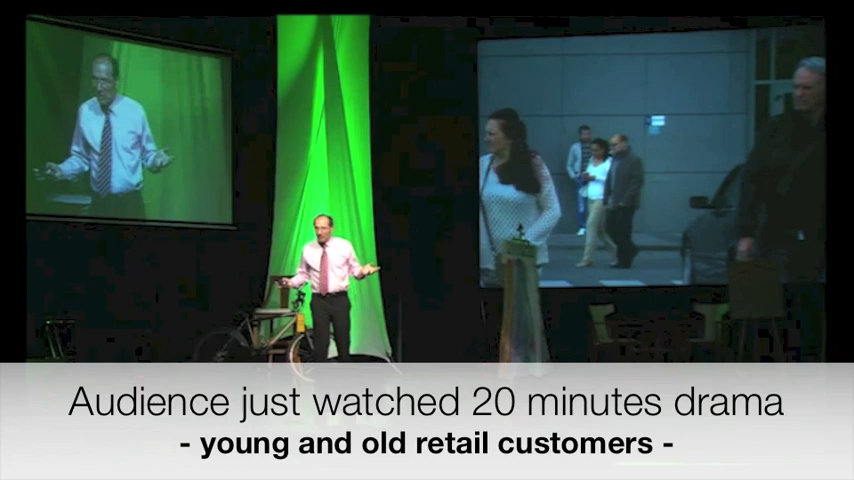 Audience just watched 20 minutes drama
- young and old retail customers -